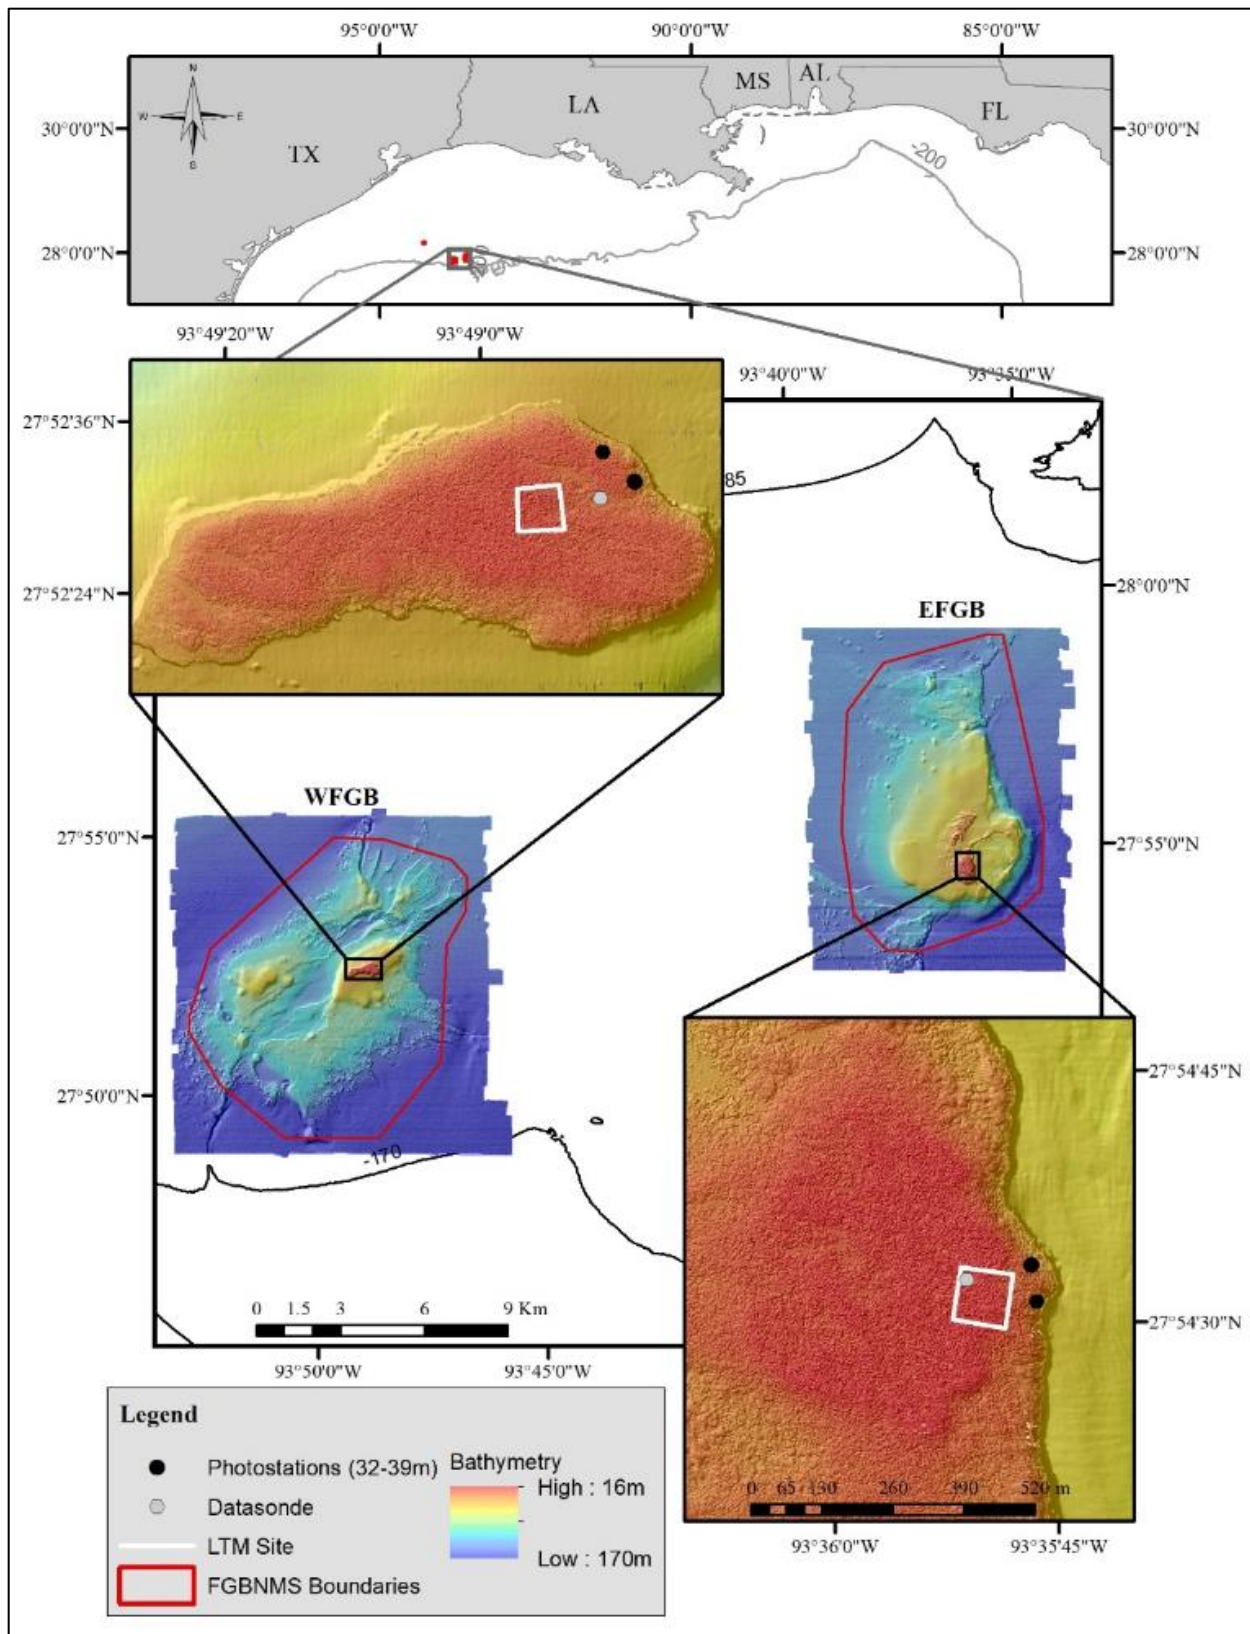 95°0'0"W 90°0'0"W 85°0'0"W
N
W E
S
MS AL
LA FL
TX
30°0'0"N 30°0'0"N
-200
28°0'0"N 28°0'0"N
93°49'20"W 93°49'0"W
93°40'0"W 93°35'0"W
27°52'36"N
85
27°52'24"N
28°0'0"N
EFGB
WFGB
27°55'0"N 27°55'0"N
27°50'0"N
-170
27°54'45"N
27°54'30"N
0 1.5 3 6 9 Km
93°50'0"W 93°45'0"W
0 65 130 260 390 520 m
93°36'0"W 93°35'45"W
Legend
Photostations (32-39m)
Datasonde
LTM Site
FGBNMS Boundaries
Bathymetry
High : 16m
Low : 170m